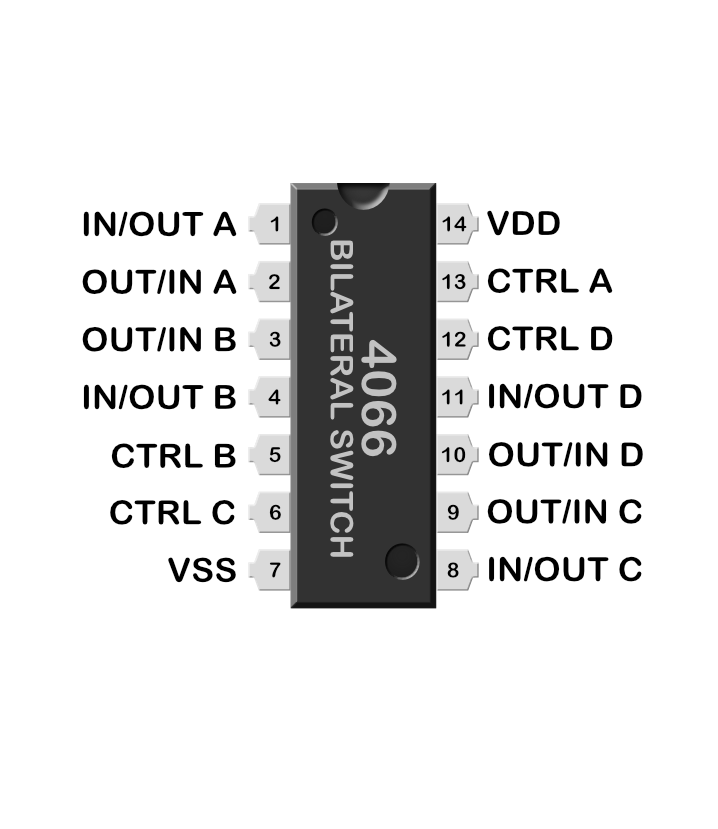 IN/OUT A 1
OUT/IN A 2
OUT/IN B 3
IN/OUT B 4
CTRL B 5
CTRL C 6
VSS 7
4066
BILATERAL SWITCH
14 VDD
13 CTRL A
12 CTRL D
11 IN/OUT D
10 OUT/IN D
9 OUT/IN C
8 IN/OUT C